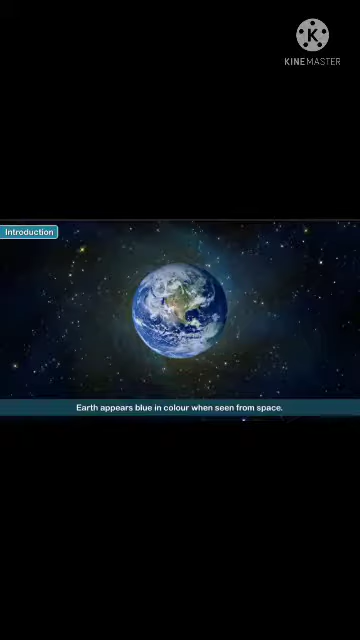 KINEMASTER
Introduction
Earth appears blue in colour when seen from space.